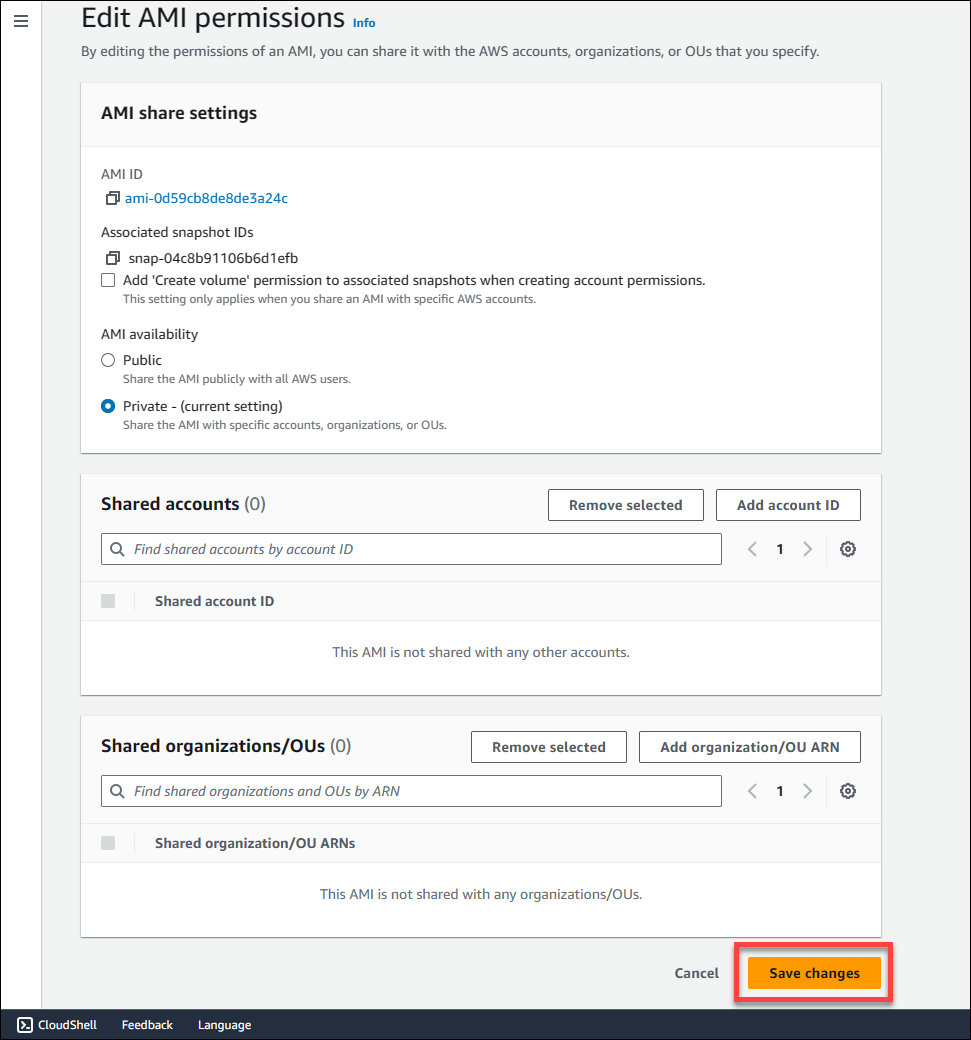 Edit AMI permissions Info
By editing the permissions of an AMI, you can share it with the AWS accounts, organizations, or OUs that you specify.
AMI share settings
AMI ID
ami-0d59cb8de8de3a24c
Associated snapshot IDs
snap-04c8b91106b6d1efb
Add 'Create volume' permission to associated snapshots when creating account permissions.
This setting only applies when you share an AMI with specific AWS accounts.
AMI availability
Public
Share the AMI publicly with all AWS users.
Private - (current setting)
Share the AMI with specific accounts, organizations, or OUs.
Shared accounts (0) Remove selected Add account ID
Find shared accounts by account ID 1
Shared account ID
This AMI is not shared with any other accounts.
Shared organizations/OUs (0) Remove selected Add organization/OU ARN
Find shared organizations and OUs by ARN 1
Shared organization/OU ARNs
This AMI is not shared with any organizations/OUs.
Cancel Save changes
CloudShell Feedback Language